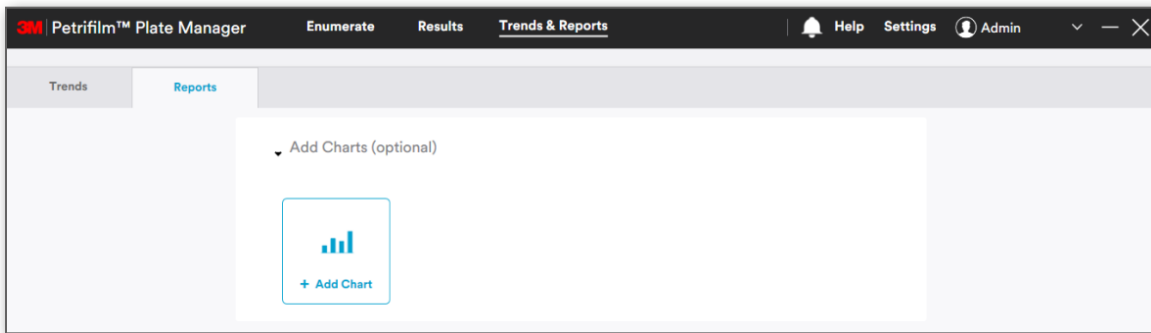 3M Petrifilm™ Plate Manager Enumerate Results Trends & Reports Help Settings Admin
Trends Reports
Add Charts (optional)
+ Add Chart